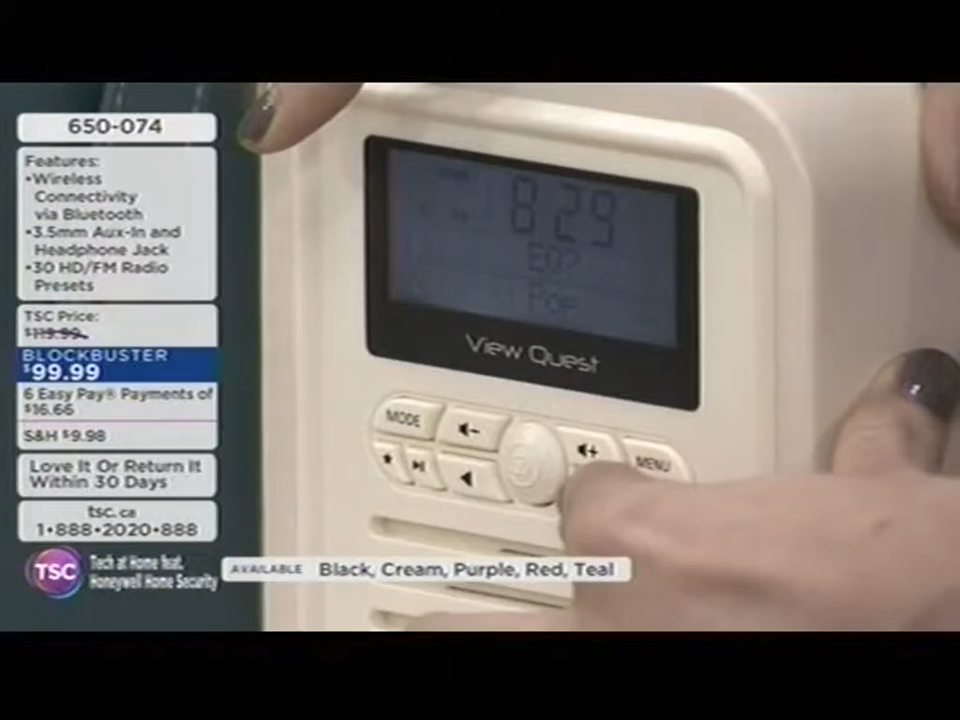 650-074
Features:
•Wireless
Connectivity
via Bluetooth
•3.5mm Aux-In and
Headphone Jack
•30 HD/FM Radio
Presets
TSC Price:
$119.99
BLOCKBUSTER
$99.99
6 Easy Pay® Payments of
$16.66
S&H $9.98
Love It Or Return It
Within 30 Days
tsc.ca
1•888•2020•888
TSC
Tech at Home feat.
Honeywell Home Security
AVAILABLE Black, Cream, Purple, Red, Teal
8 29
View Quest
MODE
MENU